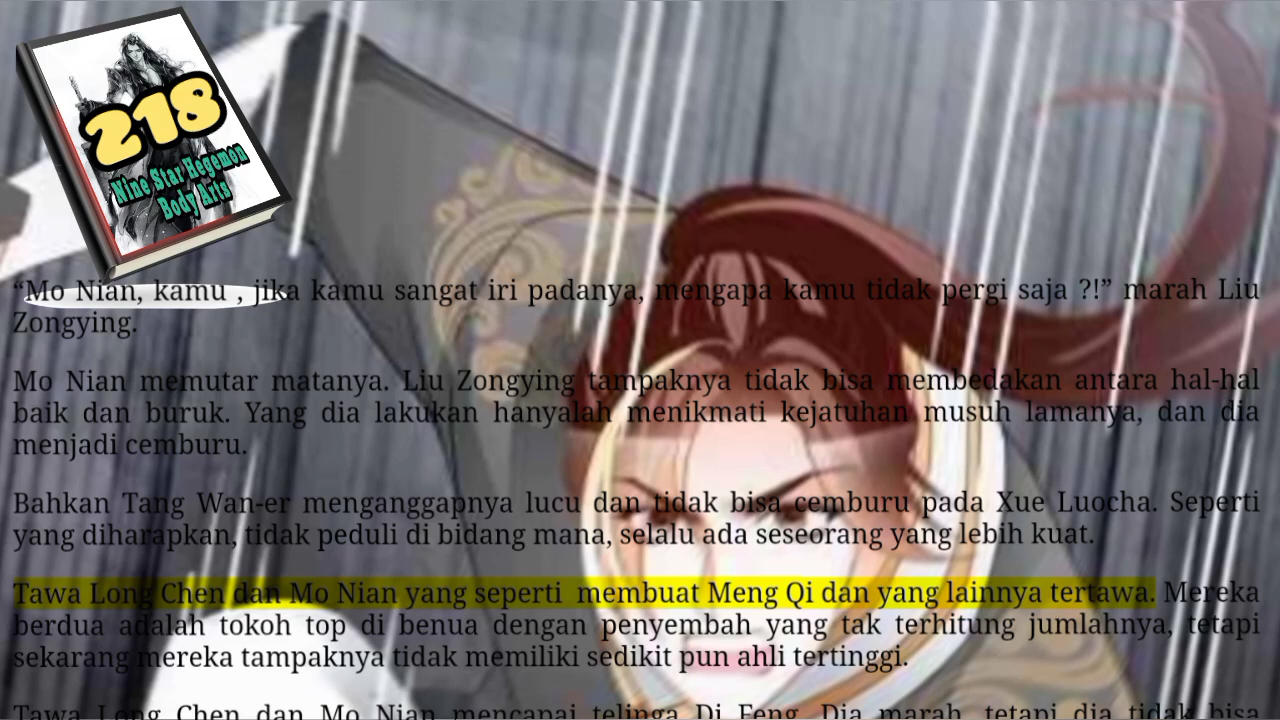 218
Nine Star Hegemon
Body Arts
“Mo Nian, kamu , jika kamu sangat iri padanya, mengapa kamu tidak pergi saja ?!” marah Liu
Zongying.
Mo Nian memutar matanya. Liu Zongying tampaknya tidak bisa membedakan antara hal-hal
baik dan buruk. Yang dia lakukan hanyalah menikmati kejatuhan musuh lamanya, dan dia
menjadi cemburu.
Bahkan Tang Wan-er menganggapnya lucu dan tidak bisa cemburu pada Xue Luocha. Seperti
yang diharapkan, tidak peduli di bidang mana, selalu ada seseorang yang lebih kuat.
Tawa Long Chen dan Mo Nian yang seperti  membuat Meng Qi dan yang lainnya tertawa. Mereka
berdua adalah tokoh top di benua dengan penyembah yang tak terhitung jumlahnya, tetapi
sekarang mereka tampaknya tidak memiliki sedikit pun ahli tertinggi.
Tawa Long Chen dan Mo Nian mencapai telinga Di Feng. Dia marah, tetapi dia tidak bisa